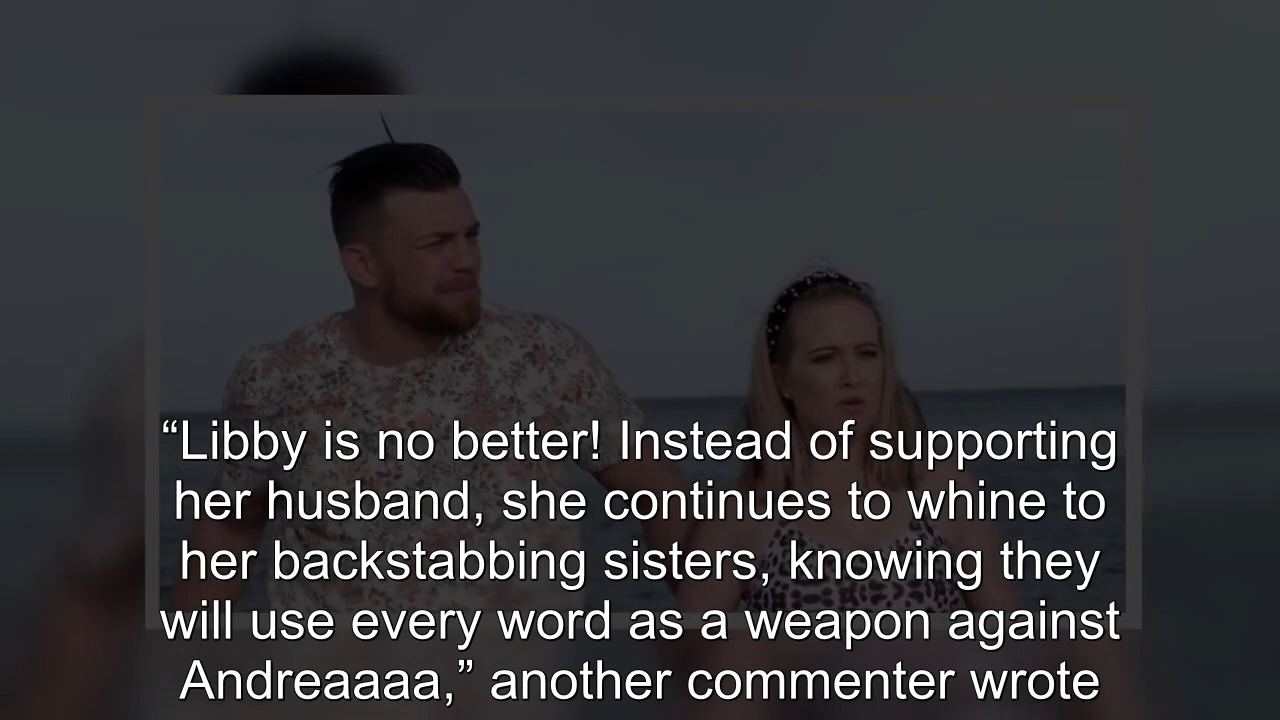 “Libby is no better! Instead of supporting
her husband, she continues to whine to
her backstabbing sisters, knowing they
will use every word as a weapon against
Andreaaaa,” another commenter wrote